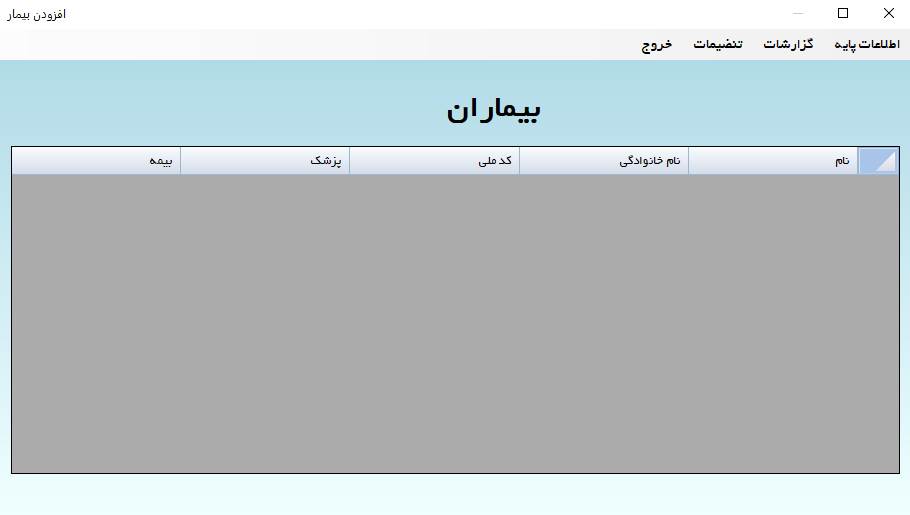 افزودن بیمار
اطلاعات پایه گزارشات تنضیمات خروج
بیماران
نام نام خانوادگی کد ملی پزشک بیمه